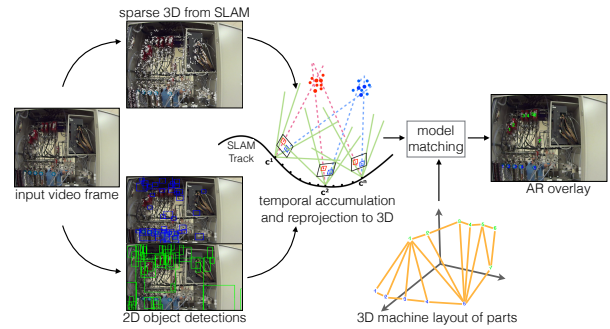 sparse 3D from SLAM
input video frame
2D object detections
SLAM
Track
c¹
c²
cⁿ
temporal accumulation
and reprojection to 3D
model
matching
AR overlay
3D machine layout of parts